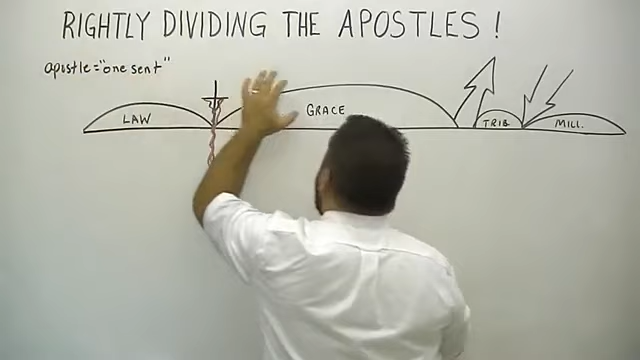 RIGHTLY DIVIDING THE APOSTLES!
apostle="one sent"
LAW
GRACE
TRIB
MILL.